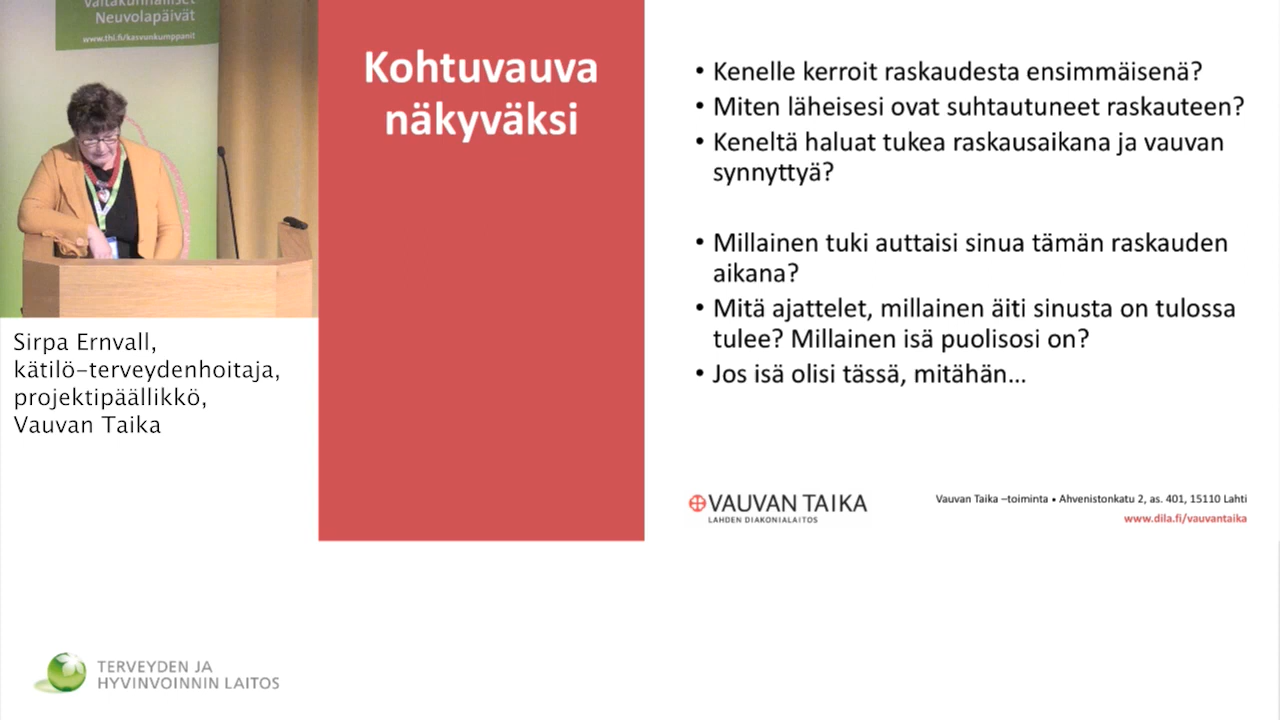 Valtakunnalliset
Neuvolapäivät
www.thl.fi/kasvunkumppanit
Sirpa Ernvall,
kätilö-terveydenhoitaja,
projektipäällikkö,
Vauvan Taika
Kohtuvauva
näkyväksi
• Kenelle kerroit raskaudesta ensimmäisenä?
• Miten läheisesi ovat suhtautuneet raskauteen?
• Keneltä haluat tukea raskausaikana ja vauvan
synnyttyä?
• Millainen tuki auttaisi sinua tämän raskauden
aikana?
• Mitä ajattelet, millainen äiti sinusta on tulossa
tulee? Millainen isä puolisosi on?
• Jos isä olisi tässä, mitähän...
VAUVAN TAIKA
LAHDEN DIAKONIALAITOS
Vauvan Taika –toiminta • Ahvenistonkatu 2, as. 401, 15110 Lahti
www.dila.fi/vauvantaika
TERVEYDEN JA
HYVINVOINNIN LAITOS